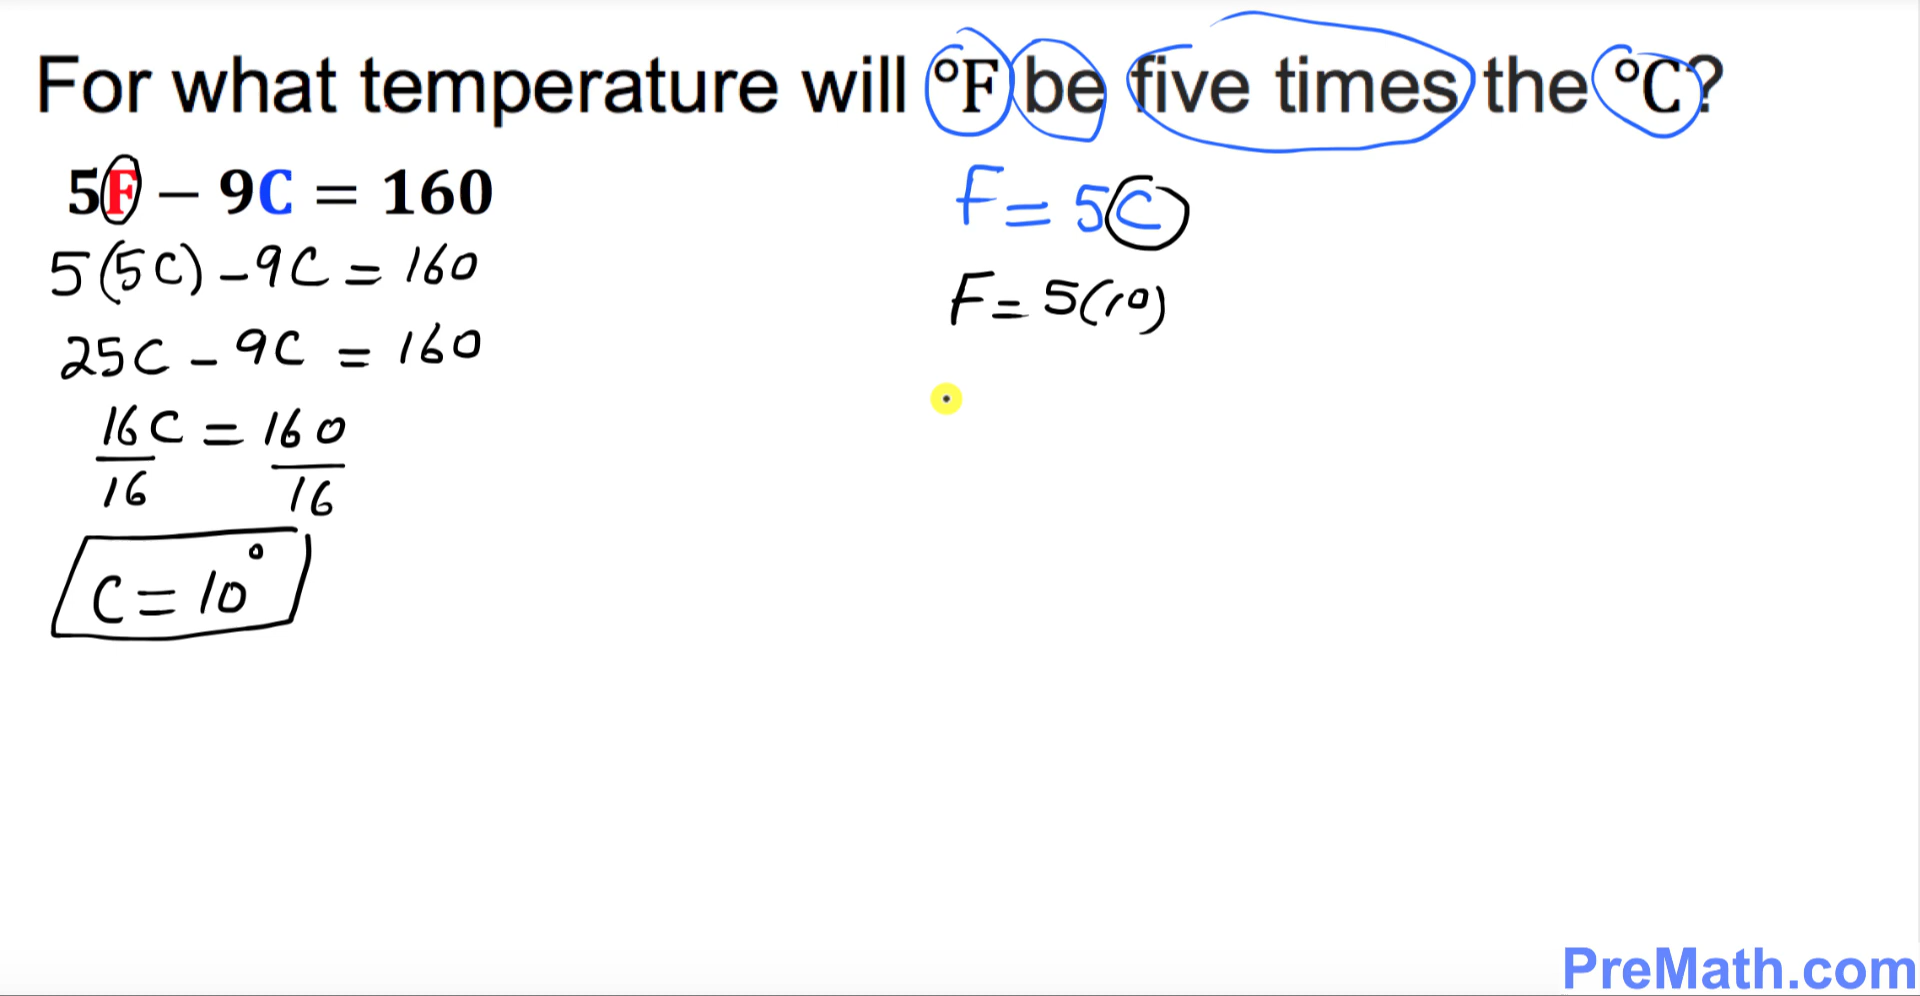 For what temperature will °F be five times the °C?
5F − 9C = 160
5(5C) − 9C = 160
25C − 9C = 160
16C = 160
16 16
C = 10°
F = 5C
F = 5(10)
PreMath.com